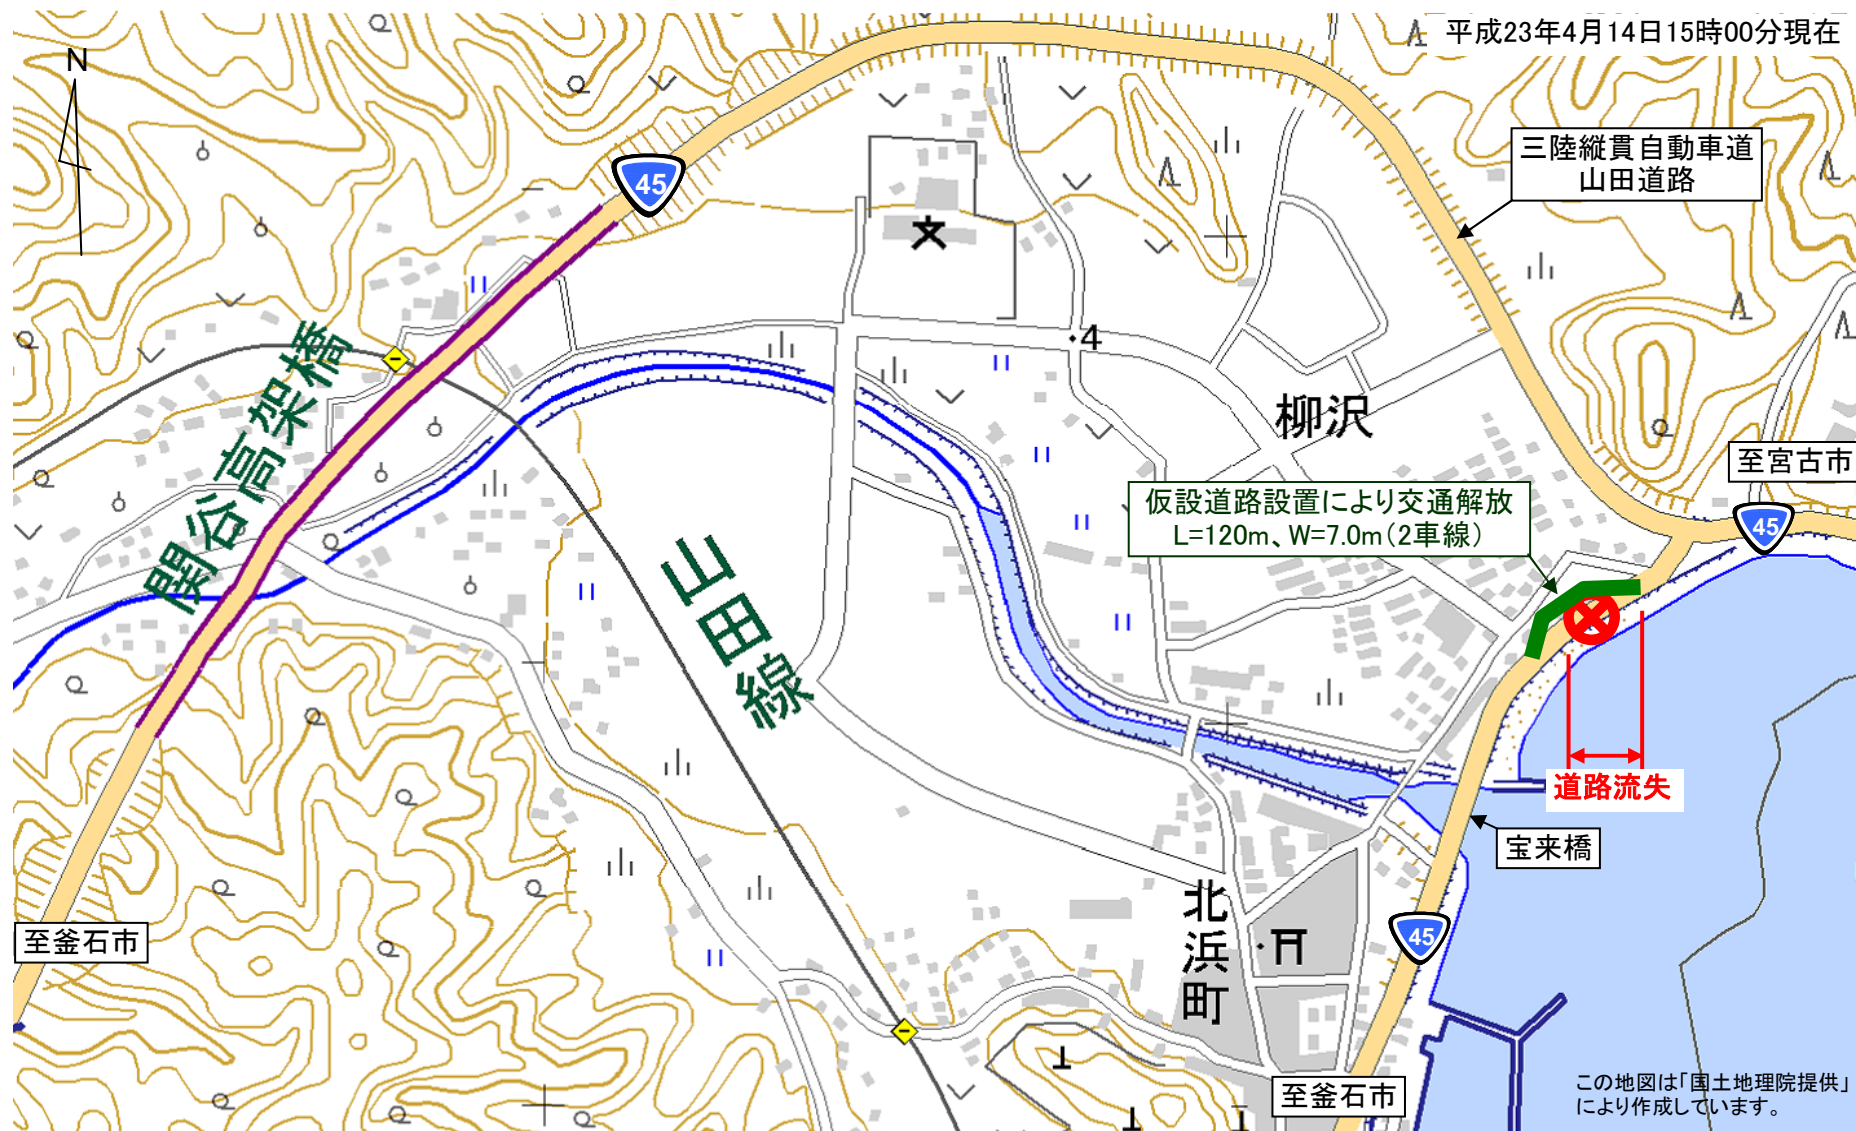 平成23年4月14日15時00分現在
N
45
三陸縦貫自動車道
山田道路
4
関谷高架橋
柳沢
至宮古市
仮設道路設置により交通解放
L=120m、W=7.0m(2車線)
45
山田線
道路流失
宝来橋
北浜町
45
至釜石市
至釜石市
この地図は「国土地理院提供」
により作成しています。